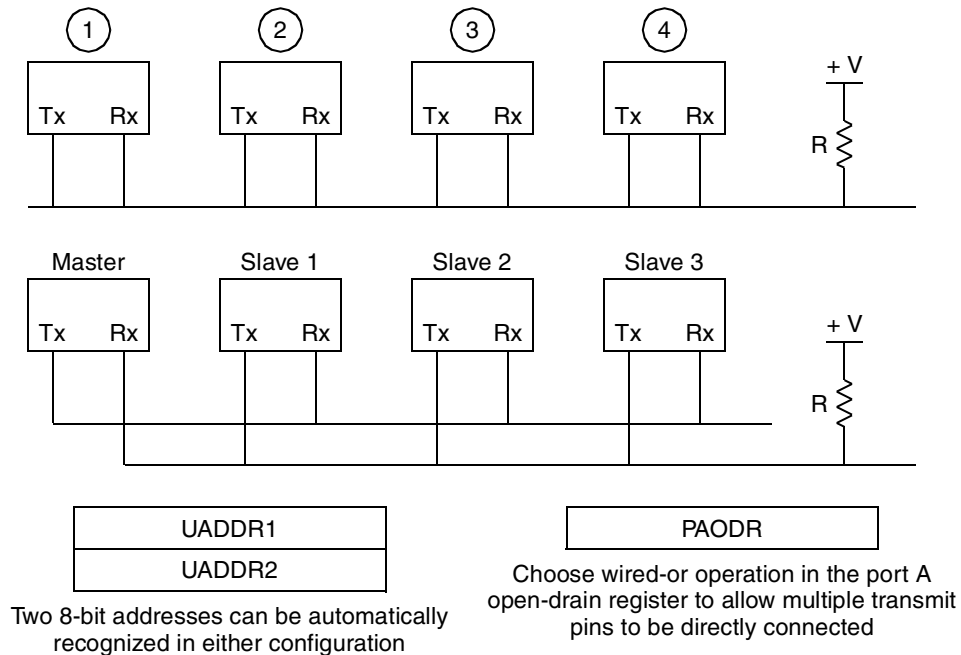 1 2 3 4
+ V
Tx Rx Tx Rx Tx Rx Tx Rx
R
Master Slave 1 Slave 2 Slave 3
+ V
Tx Rx Tx Rx Tx Rx Tx Rx
R
UADDR1 PAODR
UADDR2
Two 8-bit addresses can be automatically
recognized in either configuration
Choose wired-or operation in the port A
open-drain register to allow multiple transmit
pins to be directly connected